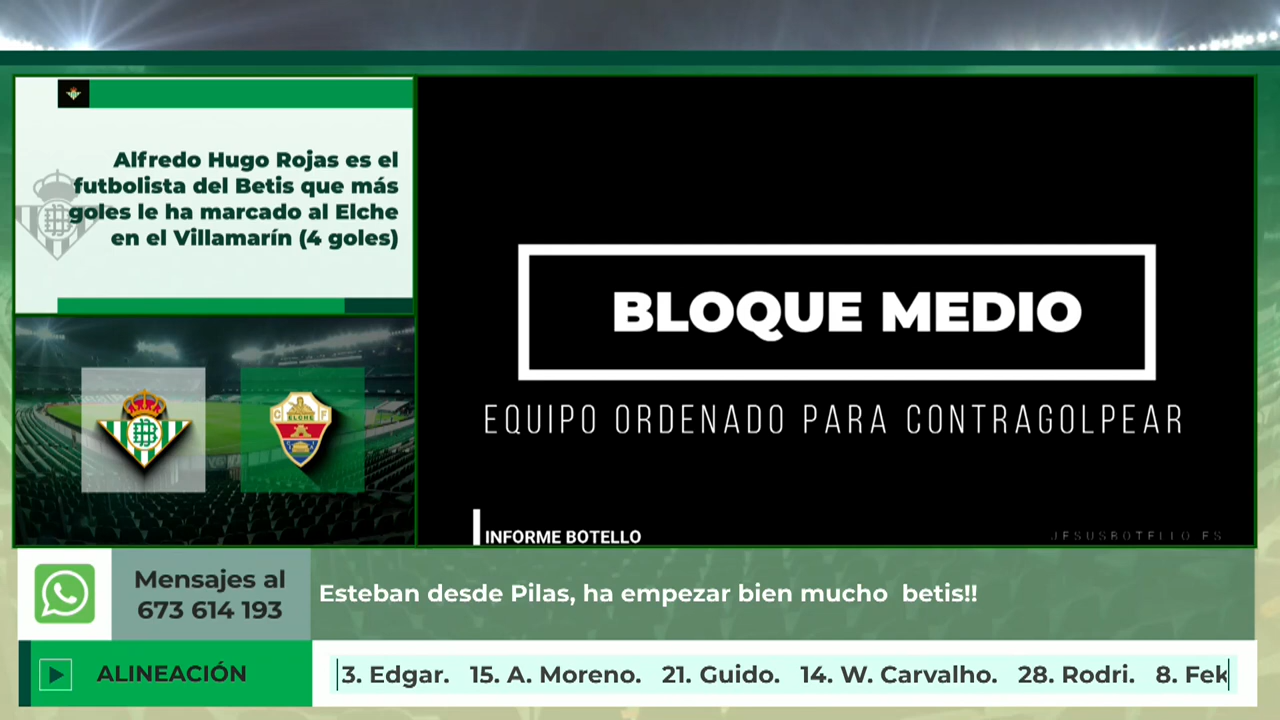 Alfredo Hugo Rojas es el
futbolista del Betis que más
goles le ha marcado al Elche
en el Villamarín (4 goles)
BLOQUE MEDIO
EQUIPO ORDENADO PARA CONTRAGOLPEAR
INFORME BOTELLO
JESUSBOTELLO.ES
C F
ELCHE
Mensajes al
673 614 193
Esteban desde Pilas, ha empezar bien mucho betis!!
ALINEACIÓN
3. Edgar. 15. A. Moreno. 21. Guido. 14. W. Carvalho. 28. Rodri. 8. Fek